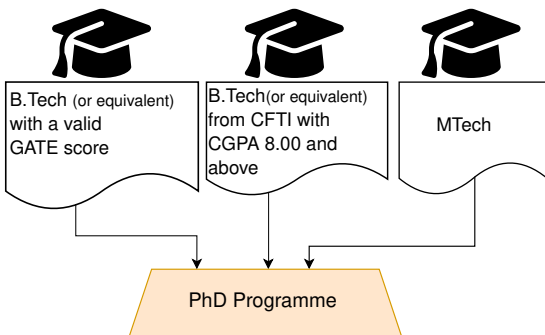 B.Tech (or equivalent)
with a valid
GATE score
B.Tech(or equivalent)
from CFTI with
CGPA 8.00 and
above
MTech
PhD Programme